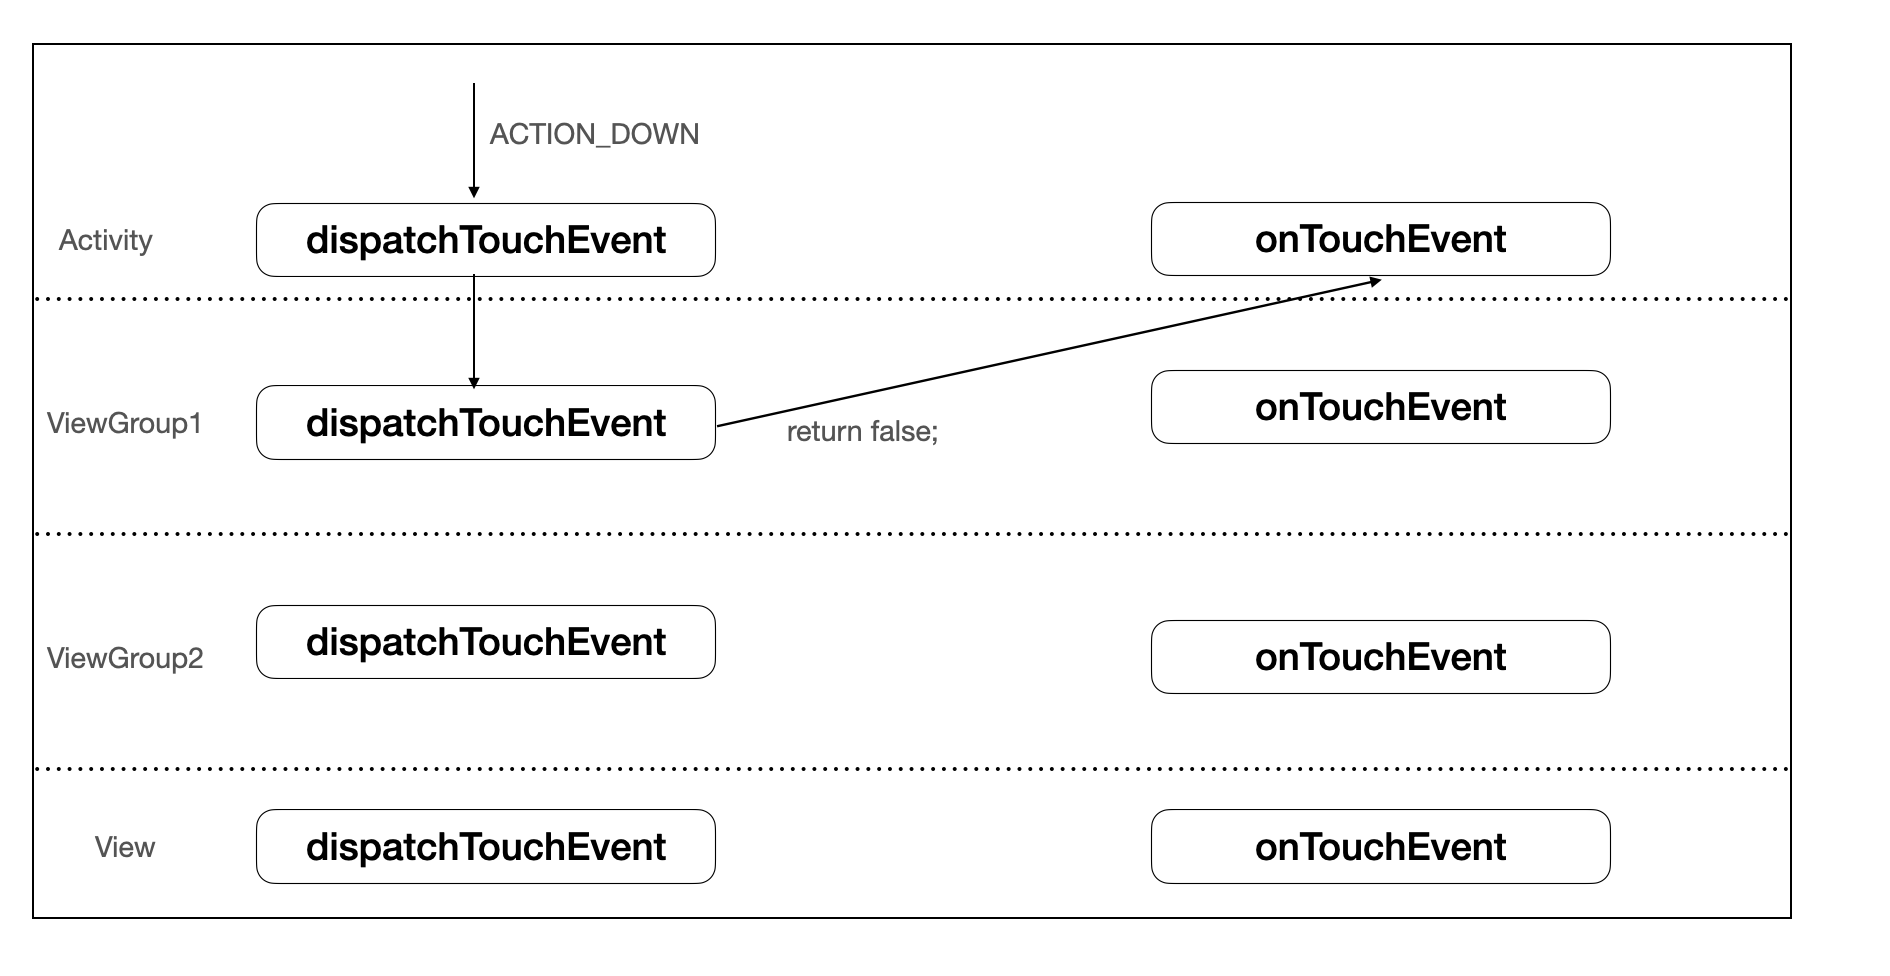 ACTION_DOWN
Activity
dispatchTouchEvent
onTouchEvent
ViewGroup1
dispatchTouchEvent
return false;
onTouchEvent
ViewGroup2
dispatchTouchEvent
onTouchEvent
View
dispatchTouchEvent
onTouchEvent